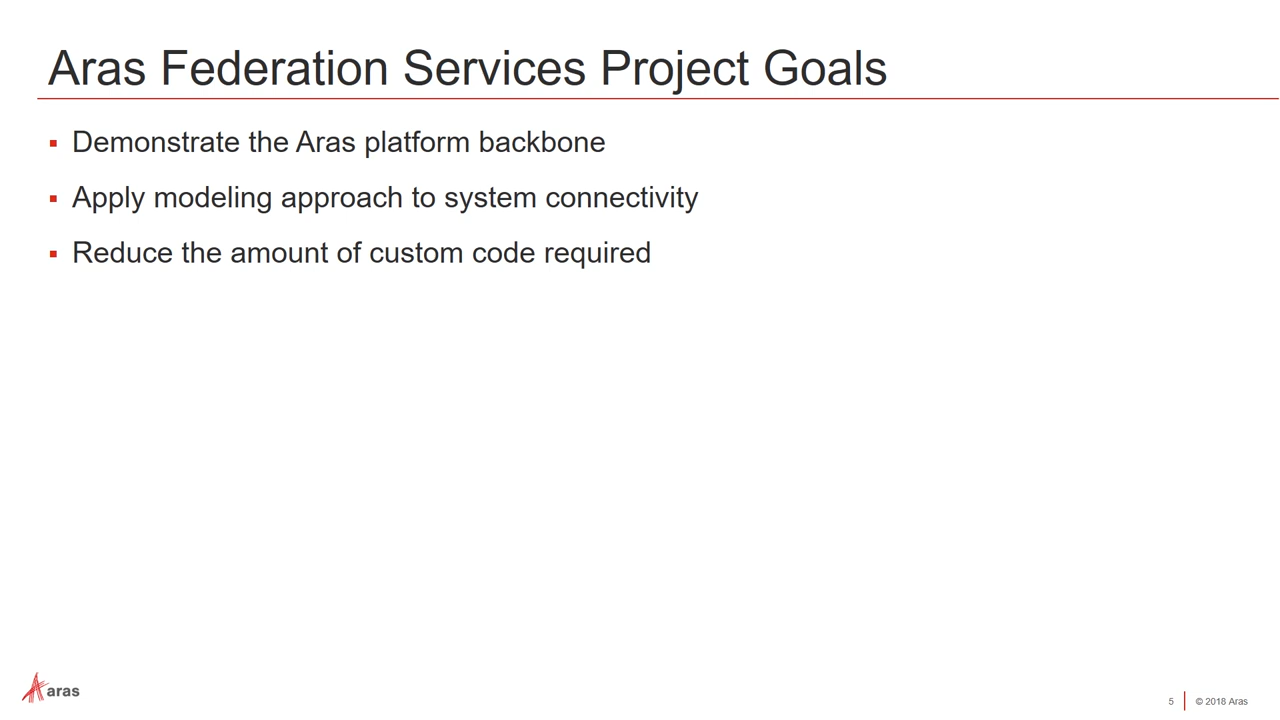 Aras Federation Services Project Goals
▪ Demonstrate the Aras platform backbone
▪ Apply modeling approach to system connectivity
▪ Reduce the amount of custom code required
aras
5
© 2018 Aras